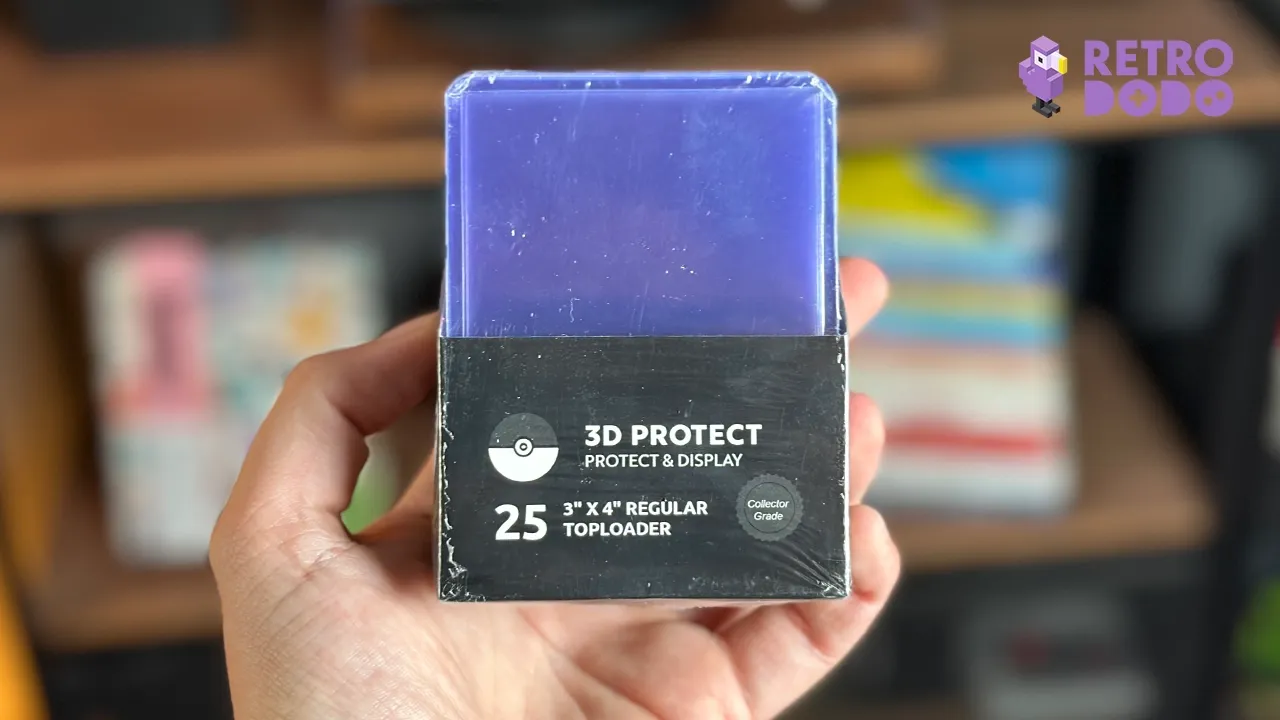 RETRO
DODO
3D PROTECT
PROTECT & DISPLAY
25
3" X 4" REGULAR
TOPLOADER
Collector
Grade